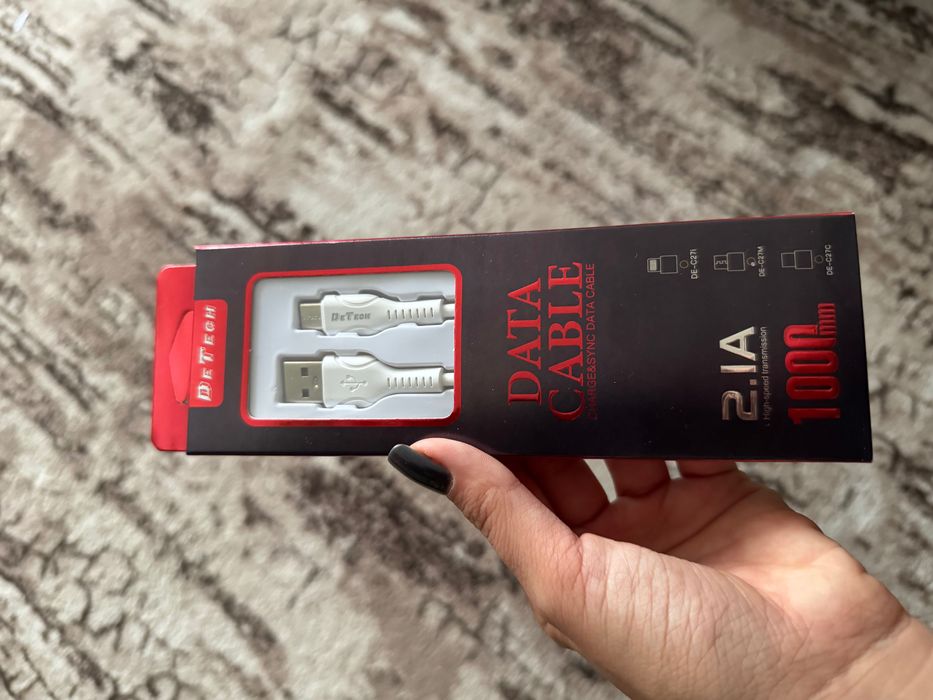 DeTech
DeTech
DATA
CABLE
CHARGE&SYNC DATA CABLE
DE-C27i
DE-C27M
DE-C27C
2.1A
High-speed transmission
1000mm